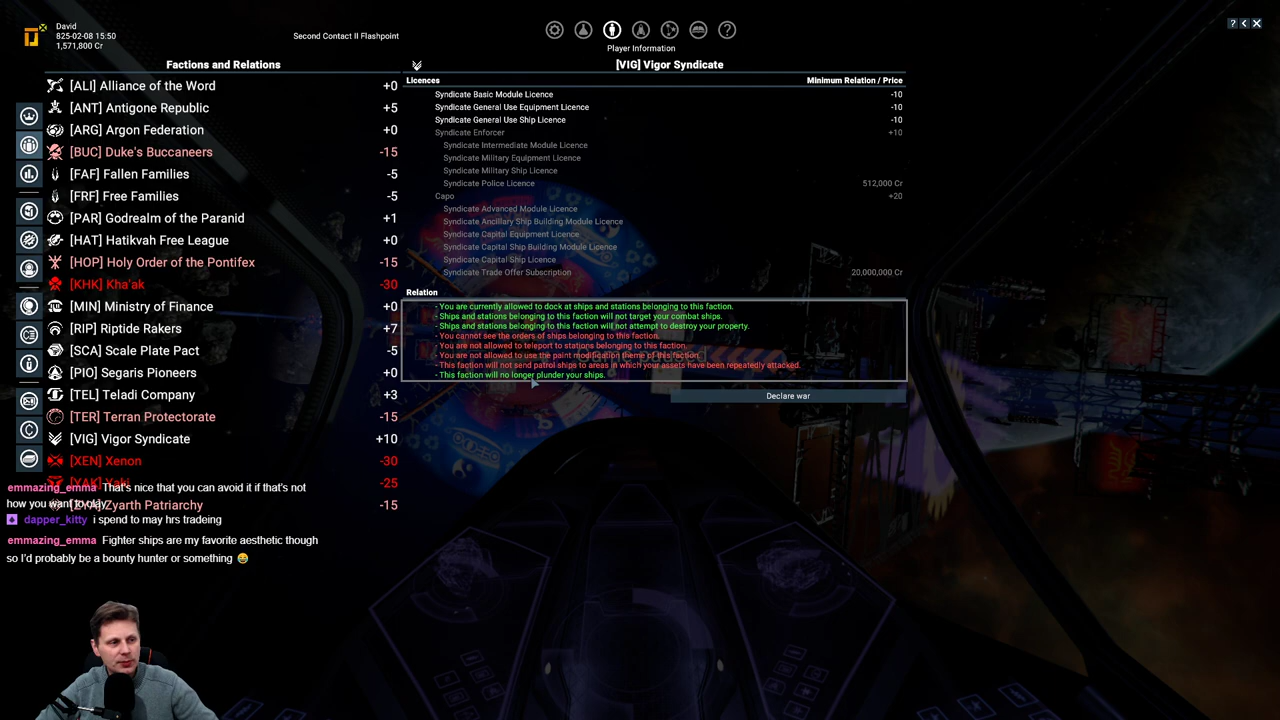 David
825-02-08 15:50
1,571,800 Cr
Second Contact II Flashpoint
Player Information
Factions and Relations
[ALI] Alliance of the Word +0
[ANT] Antigone Republic +5
[ARG] Argon Federation +0
[BUC] Duke's Buccaneers -15
[FAF] Fallen Families -5
[FRF] Free Families -5
[PAR] Godrealm of the Paranid +1
[HAT] Hatikvah Free League +0
[HOP] Holy Order of the Pontifex -15
[KHK] Kha'ak -30
[MIN] Ministry of Finance +0
[RIP] Riptide Rakers +7
[SCA] Scale Plate Pact -5
[PIO] Segaris Pioneers +0
[TEL] Teladi Company +3
[TER] Terran Protectorate -15
[VIG] Vigor Syndicate +10
[XEN] Xenon -30
[YAK] Yaki -25
Zyarth Patriarchy -15
[VIG] Vigor Syndicate
Licences Minimum Relation / Price
Syndicate Basic Module Licence -10
Syndicate General Use Equipment Licence -10
Syndicate General Use Ship Licence -10
Syndicate Enforcer +10
Syndicate Intermediate Module Licence
Syndicate Military Equipment Licence
Syndicate Military Ship Licence
Syndicate Police Licence 512,000 Cr
Capo +20
Syndicate Advanced Module Licence
Syndicate Ancillary Ship Building Module Licence
Syndicate Capital Equipment Licence
Syndicate Capital Ship Building Module Licence
Syndicate Capital Ship Licence
Syndicate Trade Offer Subscription 20,000,000 Cr
Relation
- You are currently allowed to dock at ships and stations belonging to this faction.
- Ships and stations belonging to this faction will not target your combat ships.
- Ships and stations belonging to this faction will not attempt to destroy your property.
- You cannot see the orders of ships belonging to this faction.
- You are not allowed to teleport to stations belonging to this faction.
- You are not allowed to use the paint modification theme of this faction.
- This faction will not send patrol ships to areas in which your assets have been repeatedly attacked.
- This faction will no longer plunder your ships.
Declare war
emmazing_emma That's nice that you can avoid it if that's
how you want to play
dapper_kitty i spend to may hrs tradeing
emmazing_emma Fighter ships are my favorite aesthetic though
so I'd probably be a bounty hunter or something 😅